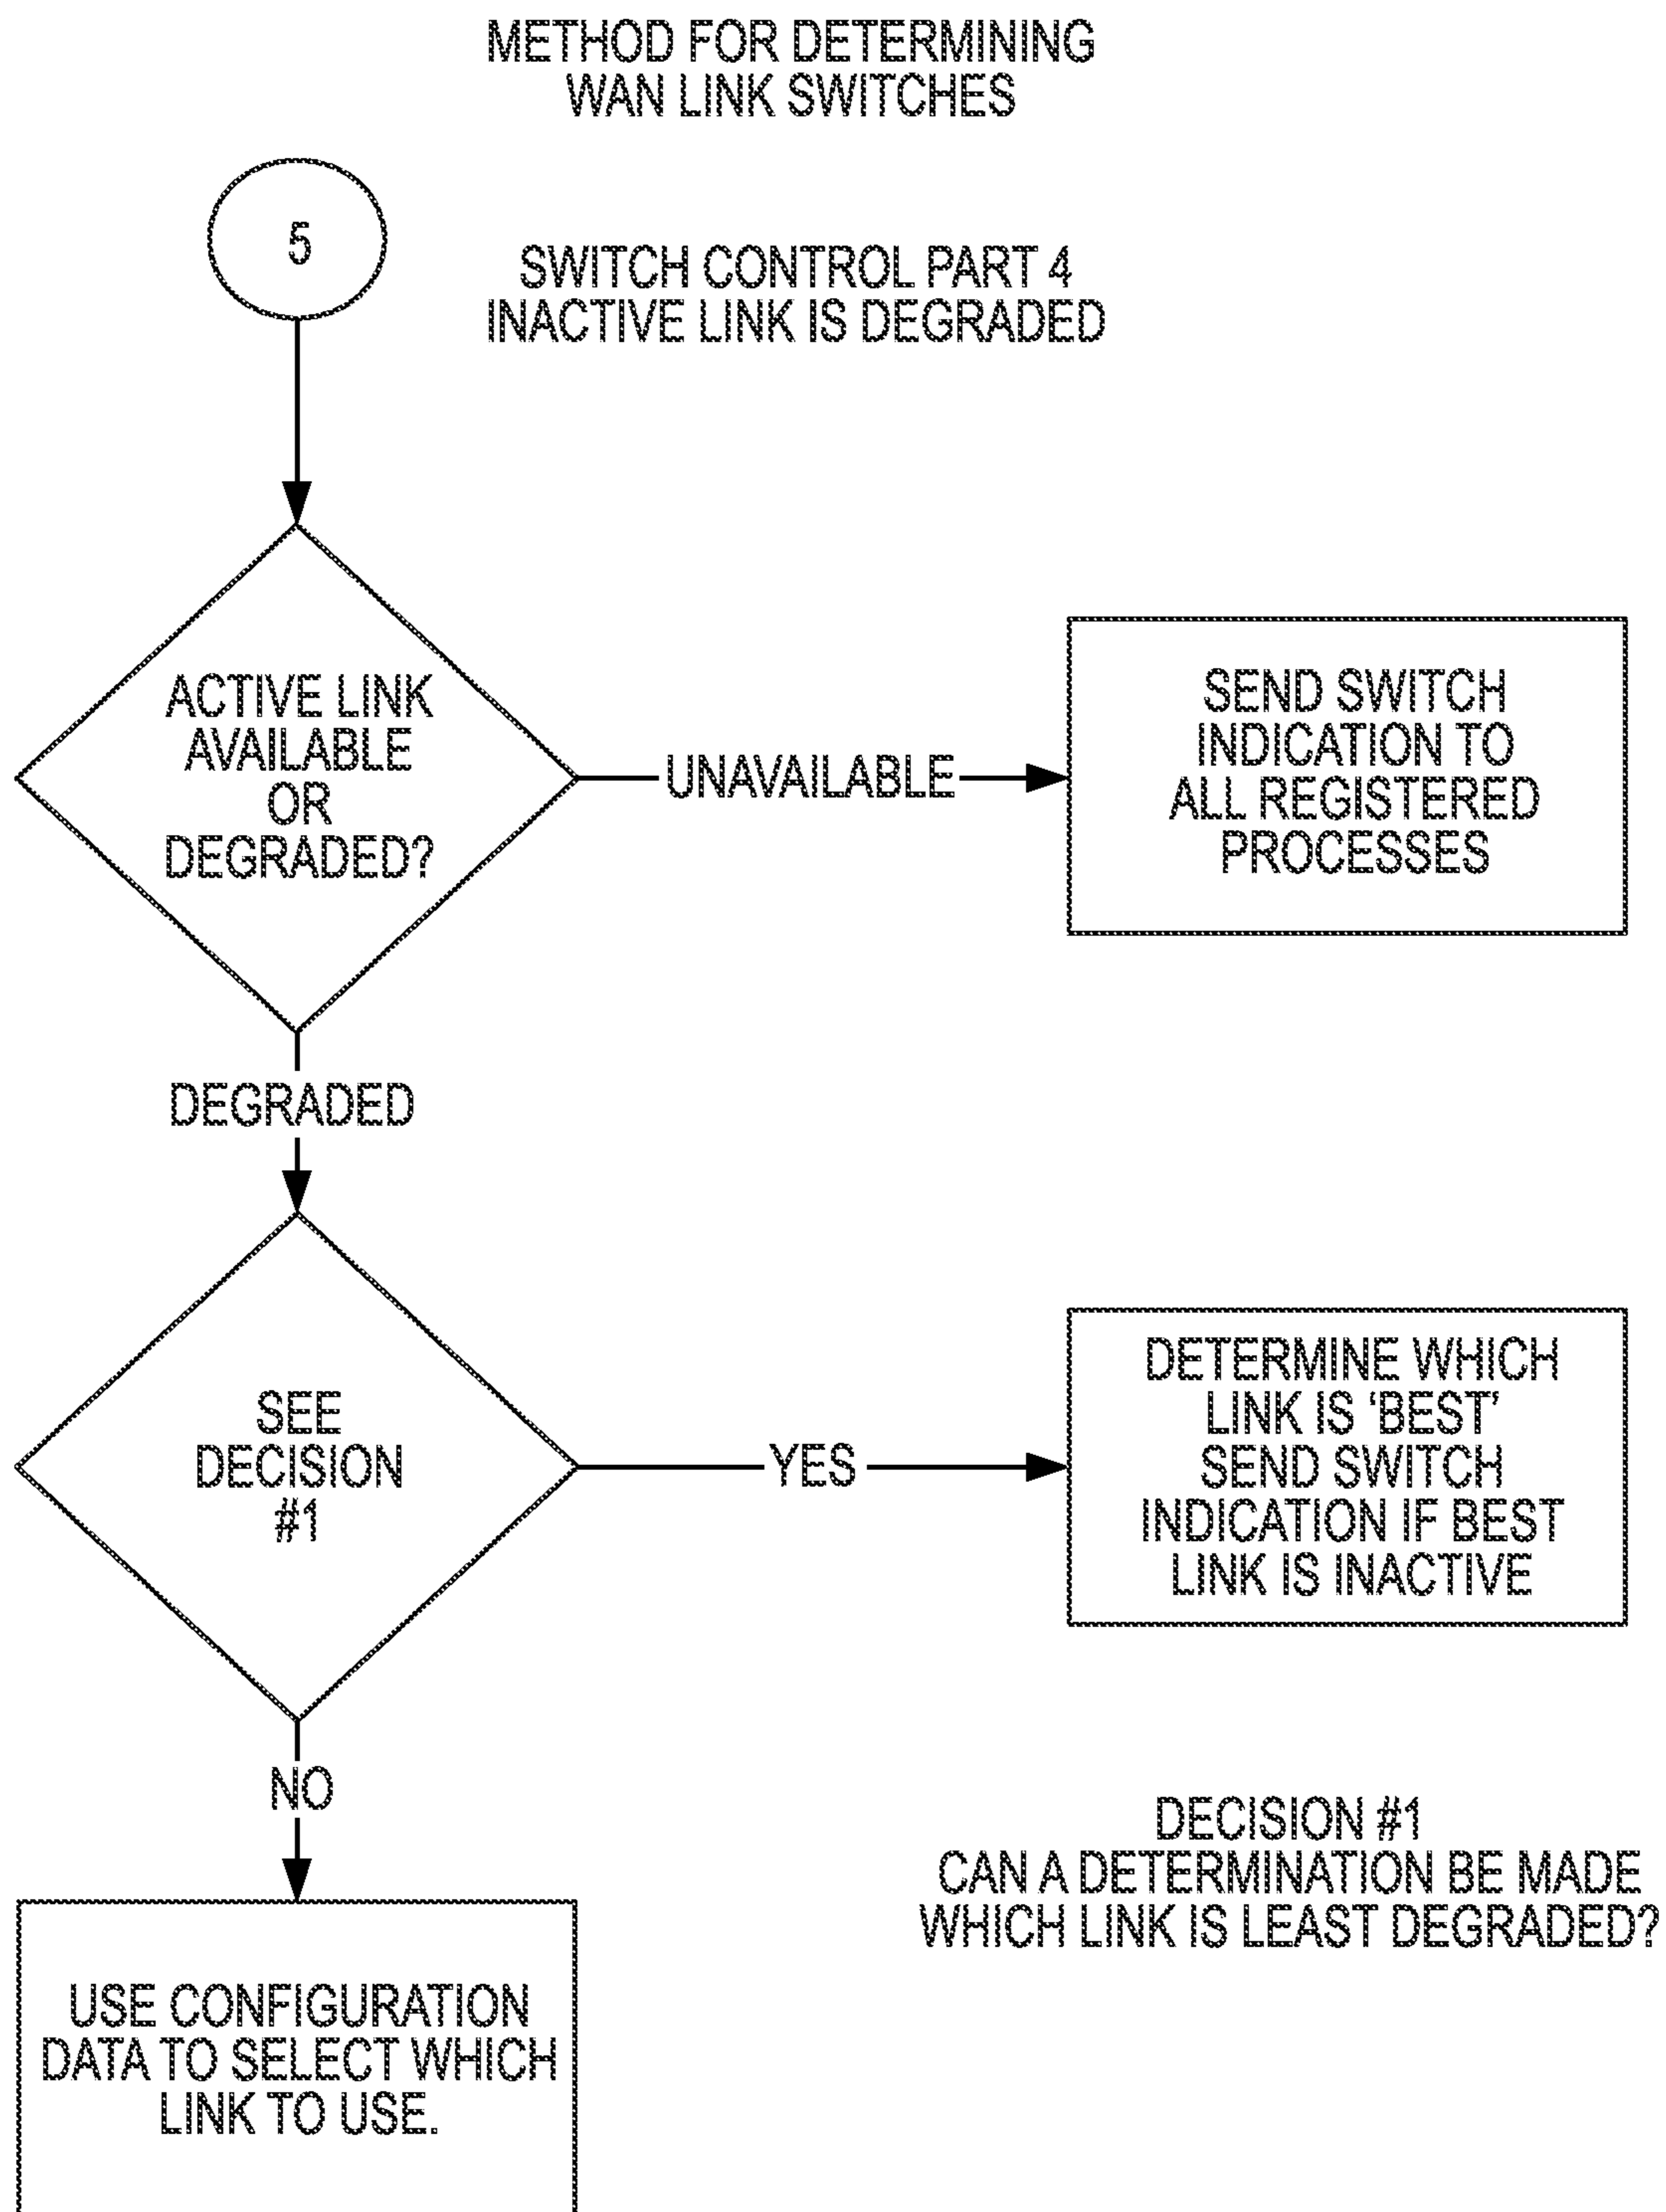 METHOD FOR DETERMINING
WAN LINK SWITCHES
5
SWITCH CONTROL PART 4
INACTIVE LINK IS DEGRADED
ACTIVE LINK
AVAILABLE
OR
DEGRADED?
UNAVAILABLE
SEND SWITCH
INDICATION TO
ALL REGISTERED
PROCESSES
DEGRADED
SEE
DECISION
#1
YES
DETERMINE WHICH
LINK IS ‘BEST’
SEND SWITCH
INDICATION IF BEST
LINK IS INACTIVE
NO
DECISION #1
CAN A DETERMINATION BE MADE
WHICH LINK IS LEAST DEGRADED?
USE CONFIGURATION
DATA TO SELECT WHICH
LINK TO USE.